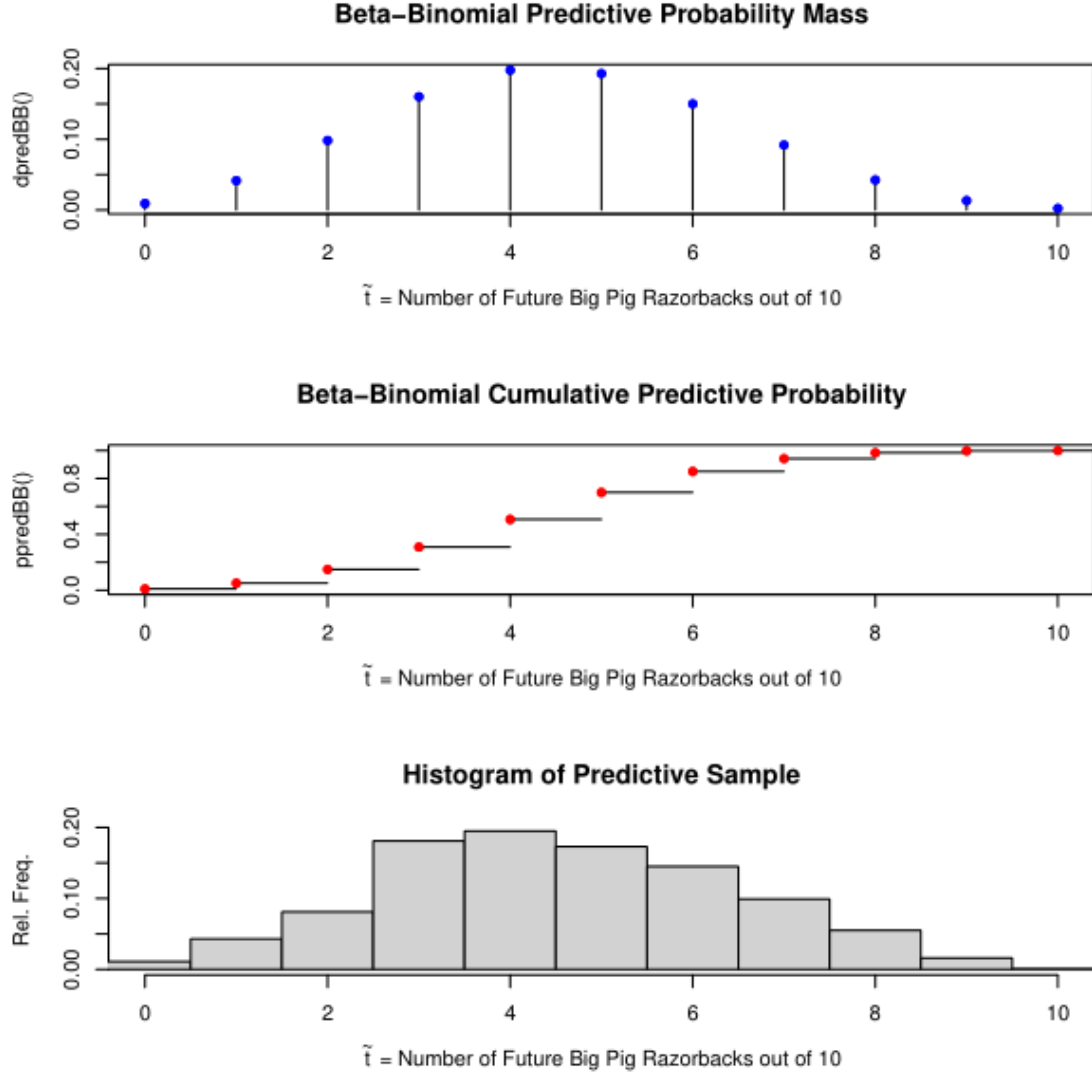 Beta−Binomial Predictive Probability Mass
dpredBB()
0.20
0.10
0.00
0 2 4 6 8 10
t̃ = Number of Future Big Pig Razorbacks out of 10
Beta−Binomial Cumulative Predictive Probability
ppredBB()
0.8
0.4
0.0
0 2 4 6 8 10
t̃ = Number of Future Big Pig Razorbacks out of 10
Histogram of Predictive Sample
Rel. Freq.
0.20
0.10
0.00
0 2 4 6 8 10
t̃ = Number of Future Big Pig Razorbacks out of 10